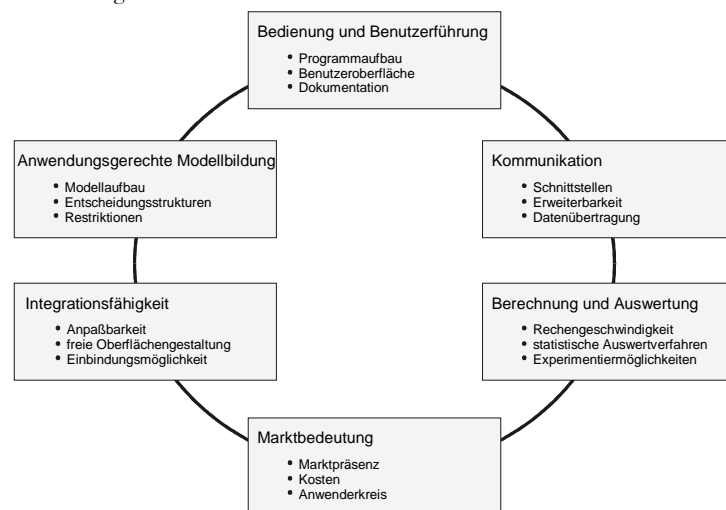 Bedienung und Benutzerführung
• Programmaufbau
• Benutzeroberfläche
• Dokumentation
Anwendungsgerechte Modellbildung
• Modellaufbau
• Entscheidungsstrukturen
• Restriktionen
Kommunikation
• Schnittstellen
• Erweiterbarkeit
• Datenübertragung
Integrationsfähigkeit
• Anpaßbarkeit
• freie Oberflächengestaltung
• Einbindungsmöglichkeit
Berechnung und Auswertung
• Rechengeschwindigkeit
• statistische Auswertverfahren
• Experimentiermöglichkeiten
Marktbedeutung
• Marktpräsenz
• Kosten
• Anwenderkreis